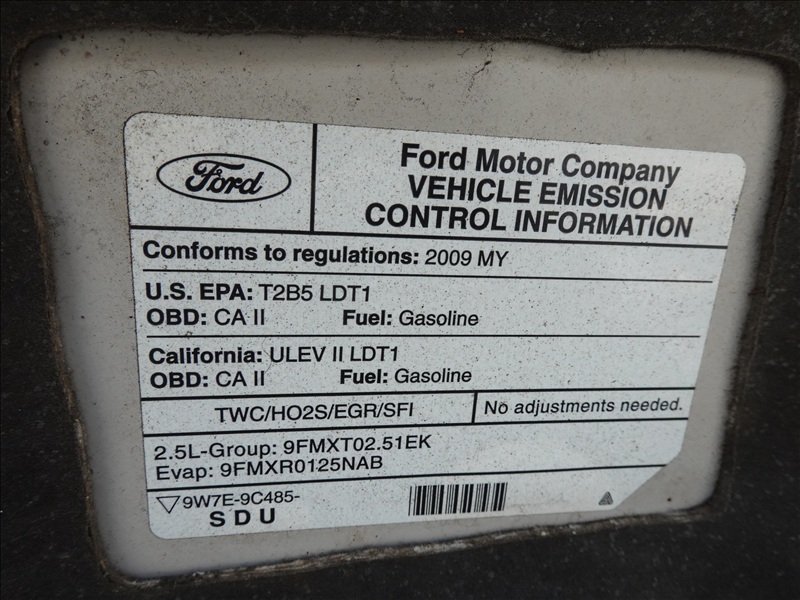 Ford
Ford Motor Company
VEHICLE EMISSION
CONTROL INFORMATION
Conforms to regulations: 2009 MY
U.S. EPA: T2B5 LDT1
OBD: CA II Fuel: Gasoline
California: ULEV II LDT1
OBD: CA II Fuel: Gasoline
TWC/HO2S/EGR/SFI
No adjustments needed.
2.5L-Group: 9FMXT02.51EK
Evap: 9FMXR0125NAB
9W7E-9C485-
SDU